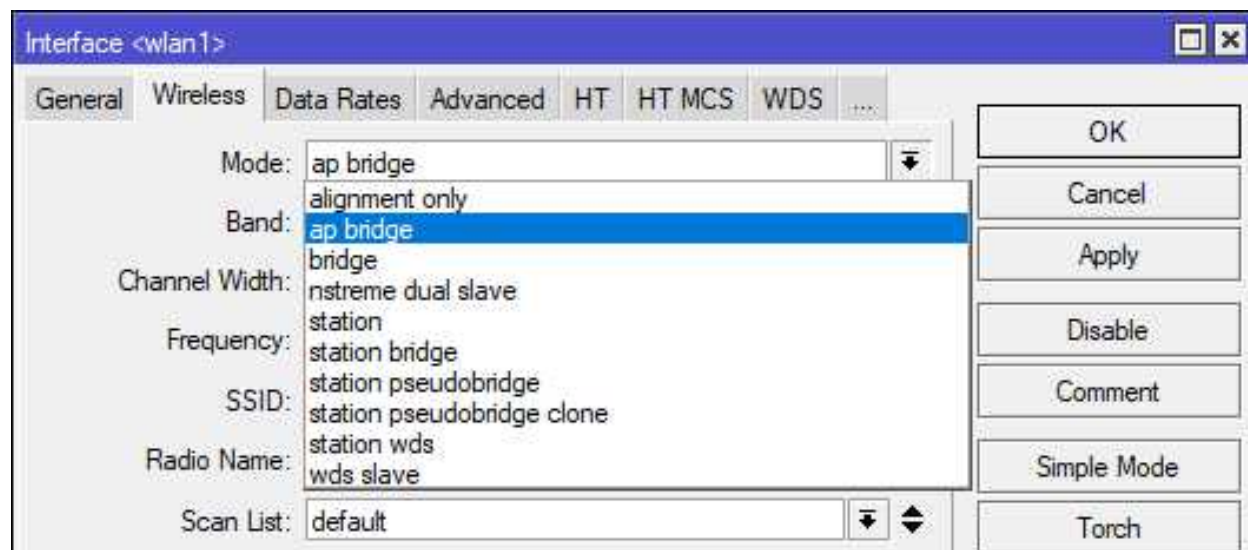 Interface <wlan1>
General Wireless Data Rates Advanced HT HT MCS WDS ...
Mode: ap bridge
alignment only
ap bridge
bridge
nstreme dual slave
station
station bridge
station pseudobridge
station pseudobridge clone
station wds
wds slave
Band:
Channel Width:
Frequency:
SSID:
Radio Name:
Scan List: default
OK
Cancel
Apply
Disable
Comment
Simple Mode
Torch